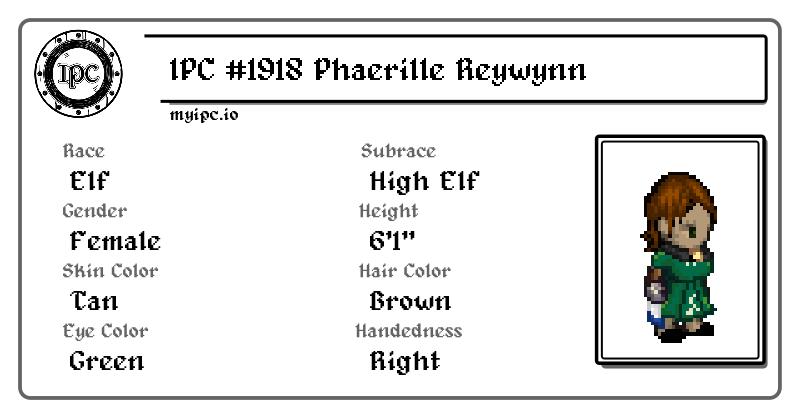 IPC
IPC #1918 Phaerille Reywynn
myipc.io
Race
Subrace
Elf
High Elf
Gender
Height
Female
6'1"
Skin Color
Hair Color
Tan
Brown
Eye Color
Handedness
Green
Right